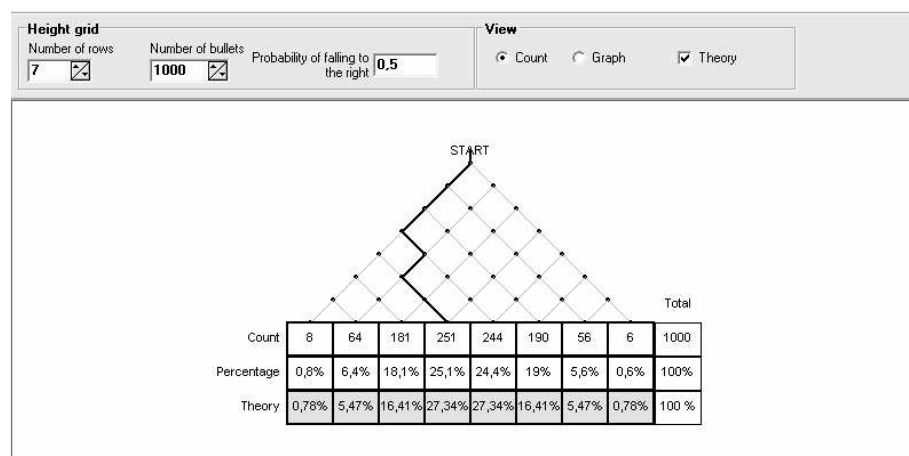 Height grid
View
Number of rows
Number of bullets
Probability of falling to the right
7
1000
0,5
Count
Graph
Theory
START
Total
Count 8 64 181 251 244 190 56 6 1000
Percentage 0,8% 6,4% 18,1% 25,1% 24,4% 19% 5,6% 0,6% 100%
Theory 0,78% 5,47% 16,41% 27,34% 27,34% 16,41% 5,47% 0,78% 100 %